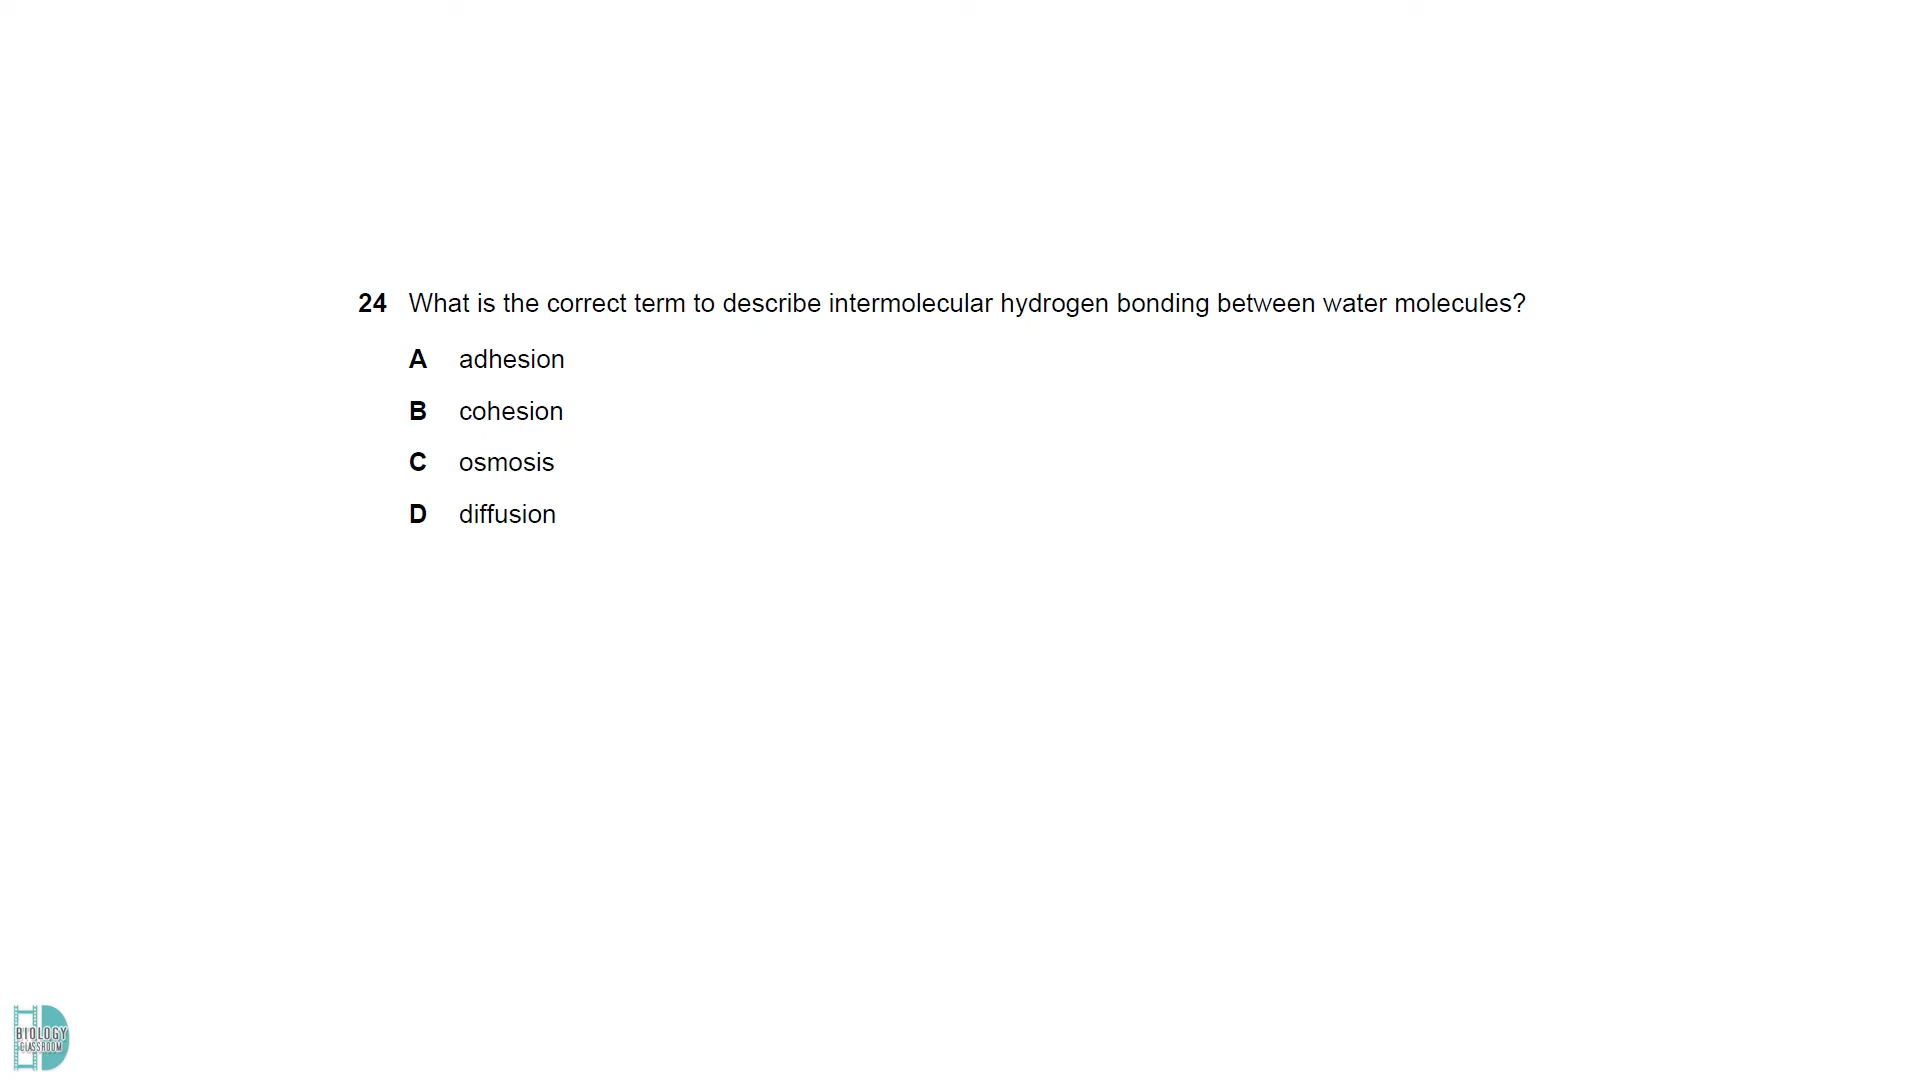 24 What is the correct term to describe intermolecular hydrogen bonding between water molecules?
A adhesion
B cohesion
C osmosis
D diffusion
BIOLOGY
CLASSROOM